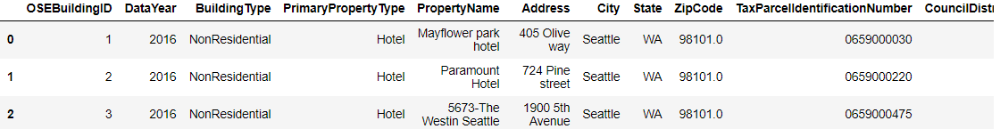 OSEBuildingID DataYear BuildingType PrimaryPropertyType PropertyName Address City State ZipCode TaxParcelIdentificationNumber CouncilDistr
0 1 2016 NonResidential Hotel Mayflower park hotel 405 Olive way Seattle WA 98101.0 0659000030
1 2 2016 NonResidential Hotel Paramount Hotel 724 Pine street Seattle WA 98101.0 0659000220
2 3 2016 NonResidential Hotel 5673-The Westin Seattle 1900 5th Avenue Seattle WA 98101.0 0659000475